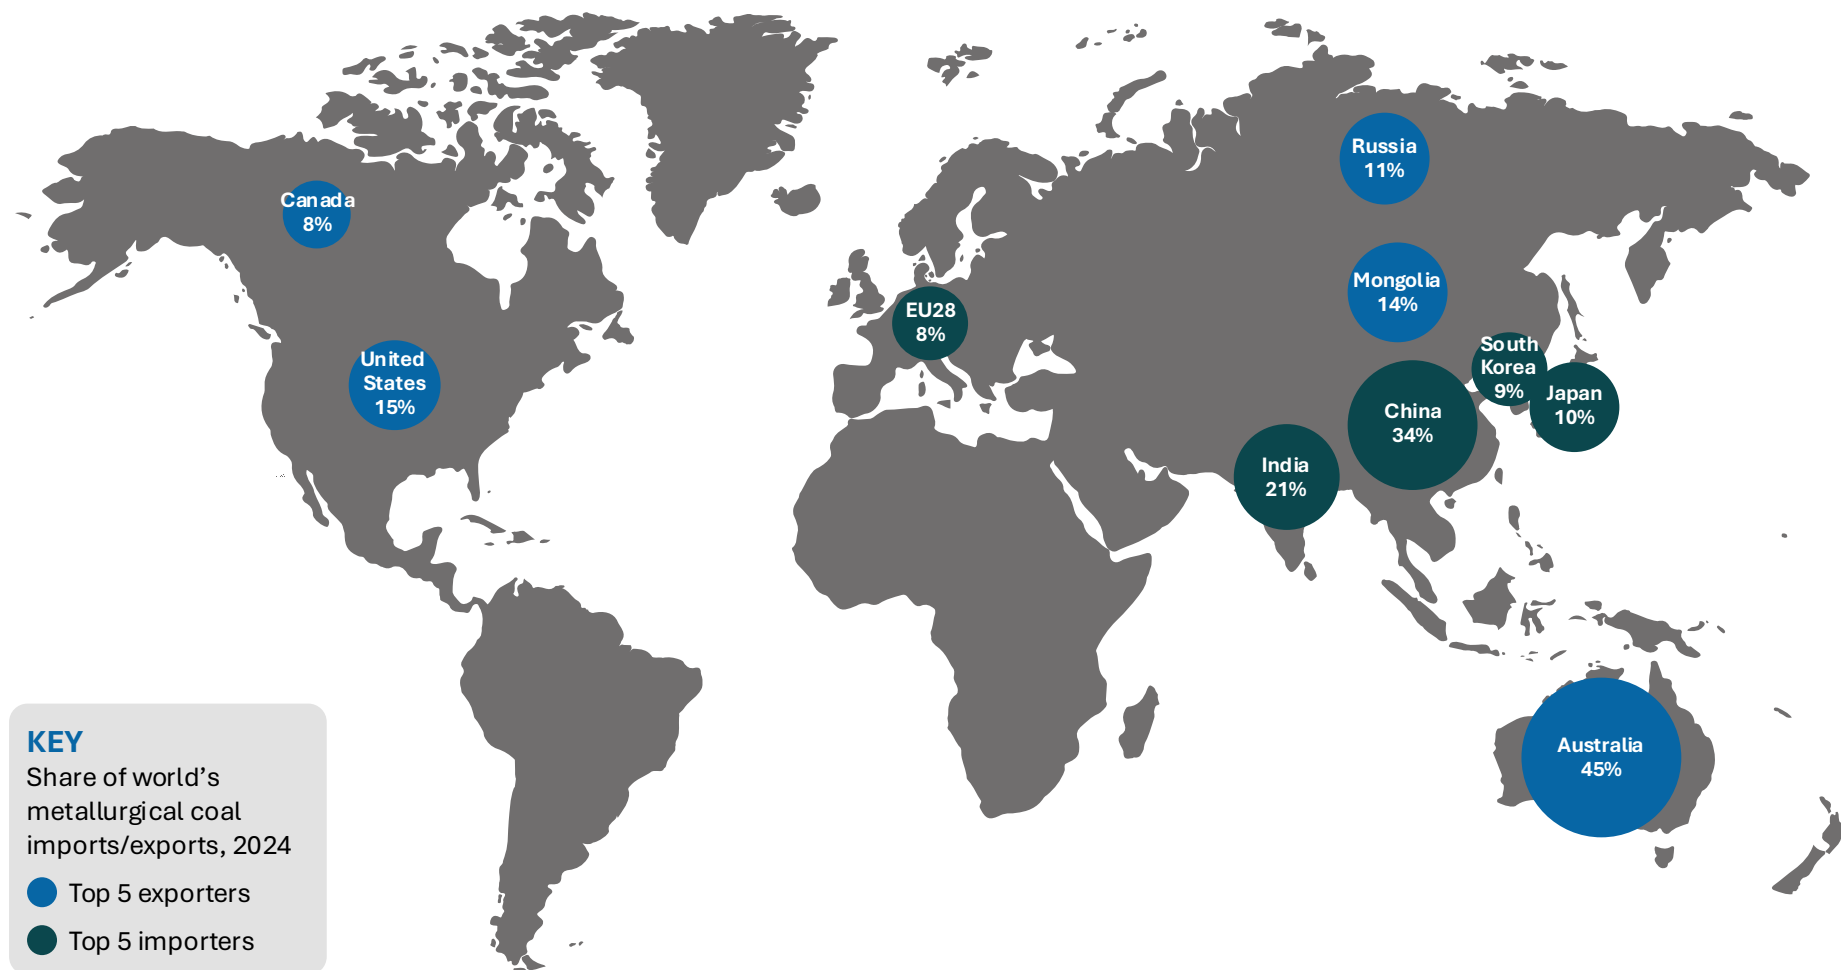 Russia
11%
Canada
8%
Mongolia
14%
EU28
8%
United
States
15%
South
Korea
9%
Japan
10%
China
34%
India
21%
Australia
45%
KEY
Share of world’s
metallurgical coal
imports/exports, 2024
Top 5 exporters
Top 5 importers